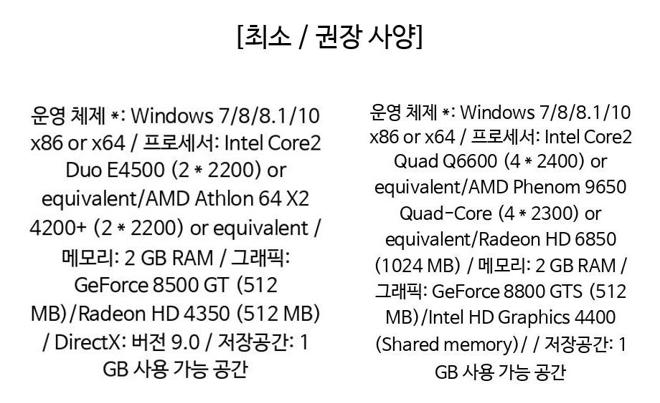 [최소 / 권장 사양]
운영 체제 *: Windows 7/8/8.1/10
x86 or x64 / 프로세서: Intel Core2
Duo E4500 (2 * 2200) or
equivalent/AMD Athlon 64 X2
4200+ (2 * 2200) or equivalent /
메모리: 2 GB RAM / 그래픽:
GeForce 8500 GT (512
MB)/Radeon HD 4350 (512 MB)
/ DirectX: 버전 9.0 / 저장공간: 1
GB 사용 가능 공간
운영 체제 *: Windows 7/8/8.1/10
x86 or x64 / 프로세서: Intel Core2
Quad Q6600 (4 * 2400) or
equivalent/AMD Phenom 9650
Quad-Core (4 * 2300) or
equivalent/Radeon HD 6850
(1024 MB) / 메모리: 2 GB RAM /
그래픽: GeForce 8800 GTS (512
MB)/Intel HD Graphics 4400
(Shared memory)/ / 저장공간: 1
GB 사용 가능 공간